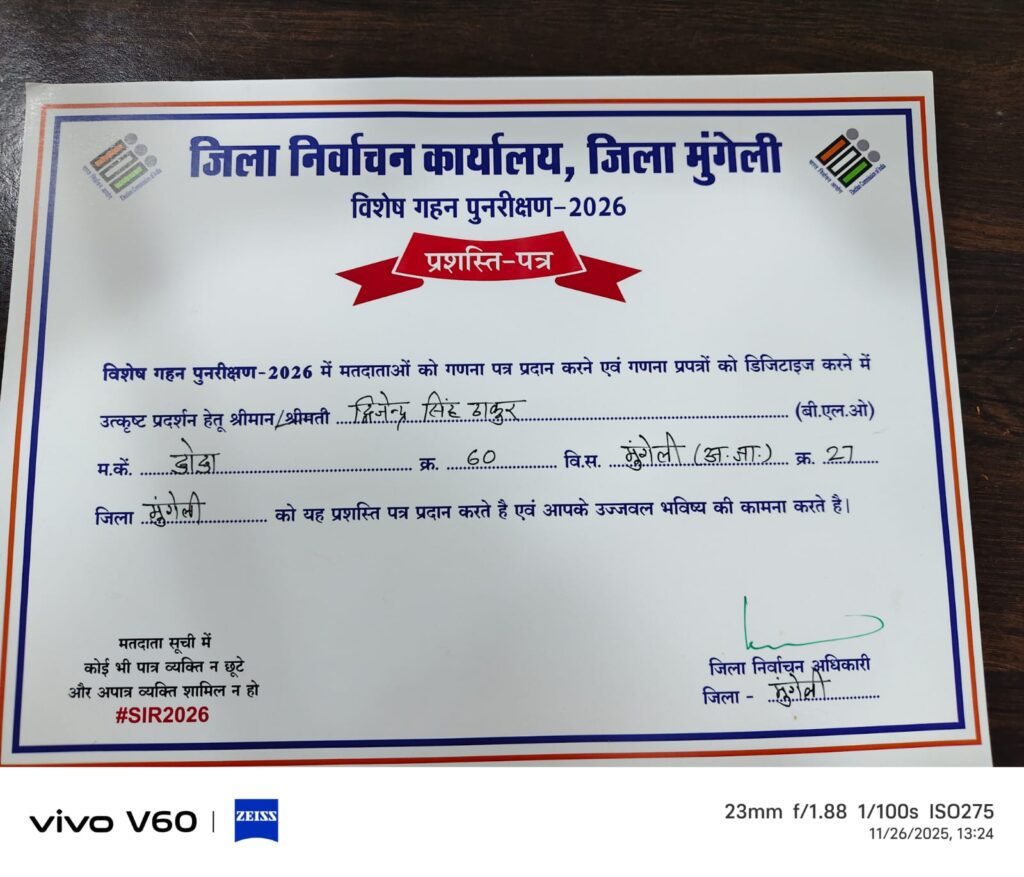 जिला निर्वाचन कार्यालय, जिला मुंगेली
विशेष गहन पुनरीक्षण-2026
प्रशस्ति-पत्र
विशेष गहन पुनरीक्षण-2026 में मतदाताओं को गणना पत्र प्रदान करने एवं गणना प्रपत्रों को डिजिटाइज करने में
उत्कृष्ट प्रदर्शन हेतू श्रीमान/श्रीमती द्विजेन्द्र सिंह ठाकुर (बी.एल.ओ)
म.कें. क्र. 60 वि.स. मुंगेली (अ.जा.) क्र. 27
जिला मुंगेली को यह प्रशस्ति पत्र प्रदान करते है एवं आपके उज्जवल भविष्य की कामना करते है।
मतदाता सूची में
कोई भी पात्र व्यक्ति न छूटे
और अपात्र व्यक्ति शामिल न हो
#SIR2026
जिला निर्वाचन अधिकारी
जिला - मुंगेली
vivo V60 | ZEISS
23mm f/1.88 1/100s ISO275
11/26/2025, 13:24